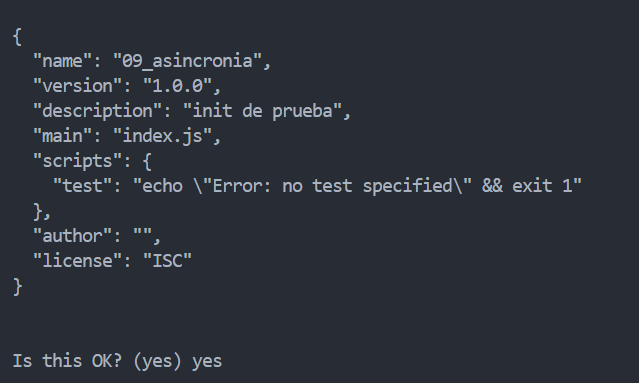 {
  "name": "09_asincronia",
  "version": "1.0.0",
  "description": "init de prueba",
  "main": "index.js",
  "scripts": {
    "test": "echo \"Error: no test specified\" && exit 1"
  },
  "author": "",
  "license": "ISC"
}
Is this OK? (yes) yes